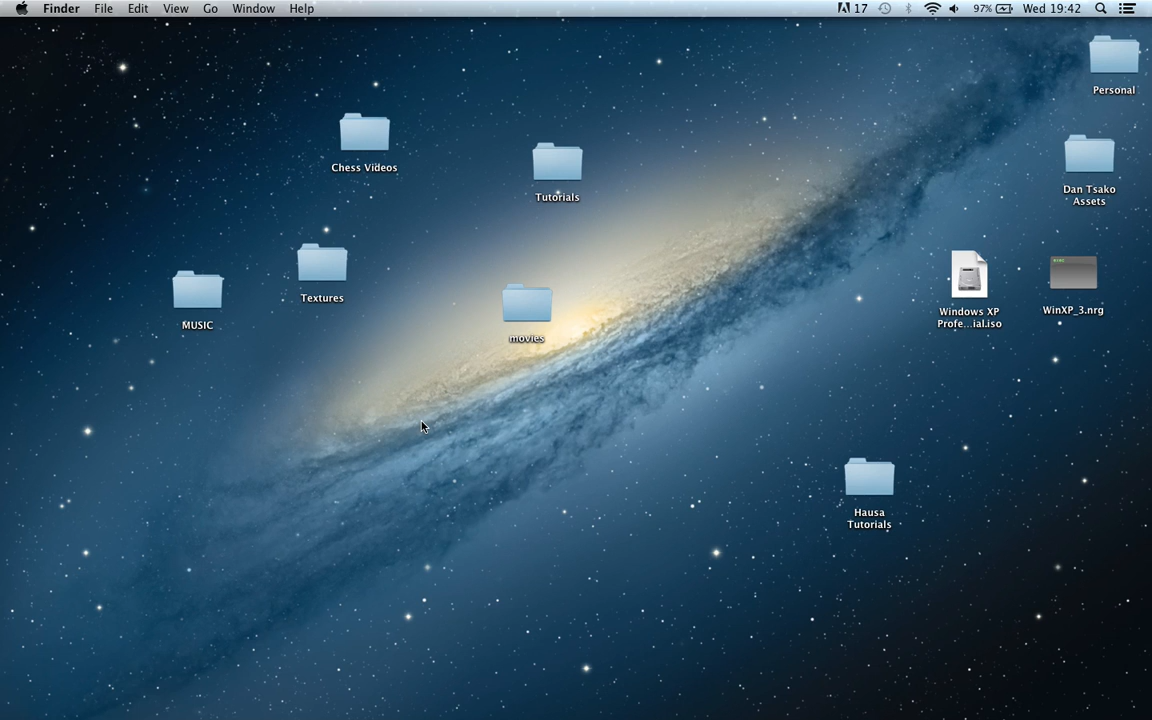 Finder File Edit View Go Window Help 17 97% Wed 19:42
Personal
Chess Videos
Tutorials
Dan Tsako
Assets
Textures
MUSIC
movies
Windows XP
Profe...ial.iso
WinXP_3.nrg
Hausa
Tutorials